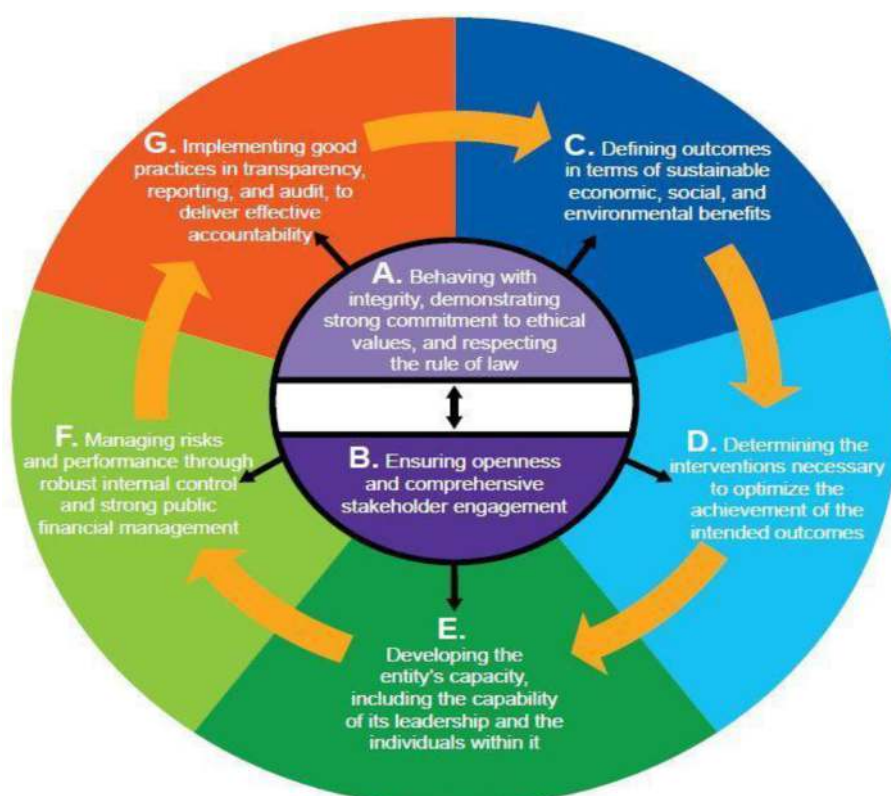 A. Behaving with
integrity, demonstrating
strong commitment to ethical
values, and respecting
the rule of law
B. Ensuring openness
and comprehensive
stakeholder engagement
C. Defining outcomes
in terms of sustainable
economic, social, and
environmental benefits
D. Determining the
interventions necessary
to optimize the
achievement of the
intended outcomes
E.
Developing the
entity's capacity,
including the capability
of its leadership and the
individuals within it
F. Managing risks
and performance through
robust internal control
and strong public
financial management
G. Implementing good
practices in transparency,
reporting, and audit, to
deliver effective
accountability